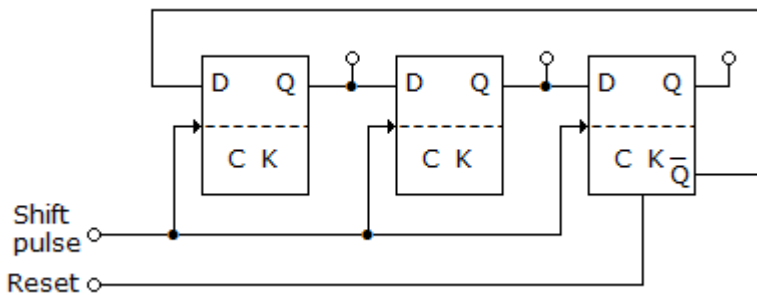 D Q D Q D Q
C K C K C K
Q̅
Shift
pulse
Reset